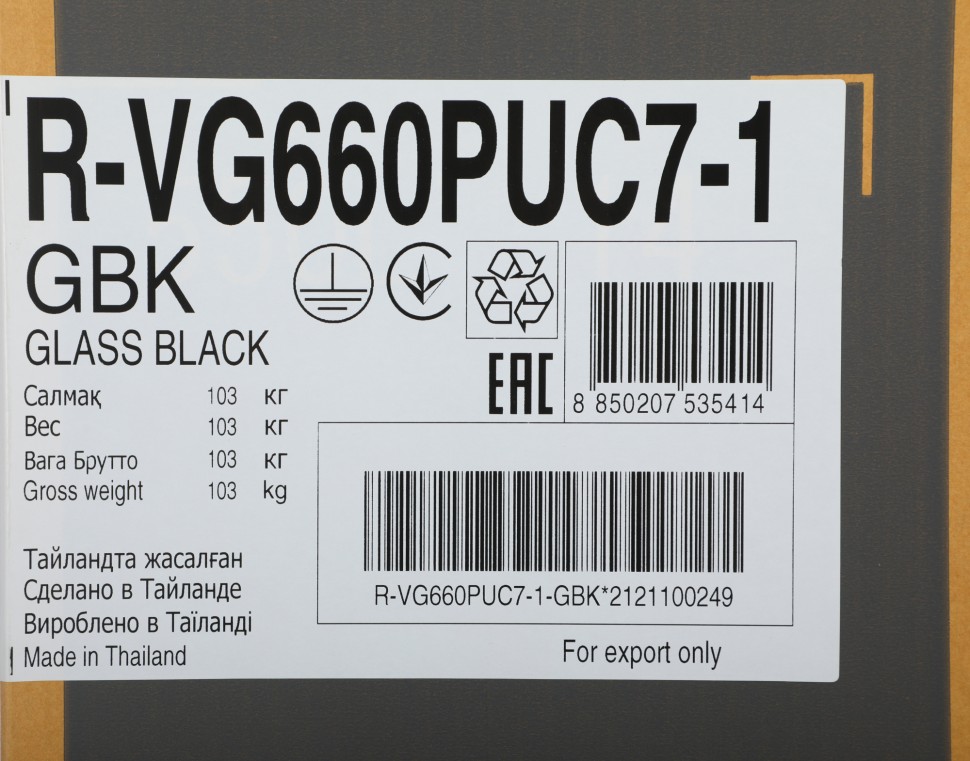 R-VG660PUC7-1
GBK
GLASS BLACK
EAC
8 850207 535414
Салмақ 103 кг
Вес 103 кг
Вага Брутто 103 кг
Gross weight 103 kg
R-VG660PUC7-1-GBK*2121100249
Тайландта жасалған
Сделано в Тайланде
Вироблено в Таїланді
Made in Thailand
For export only